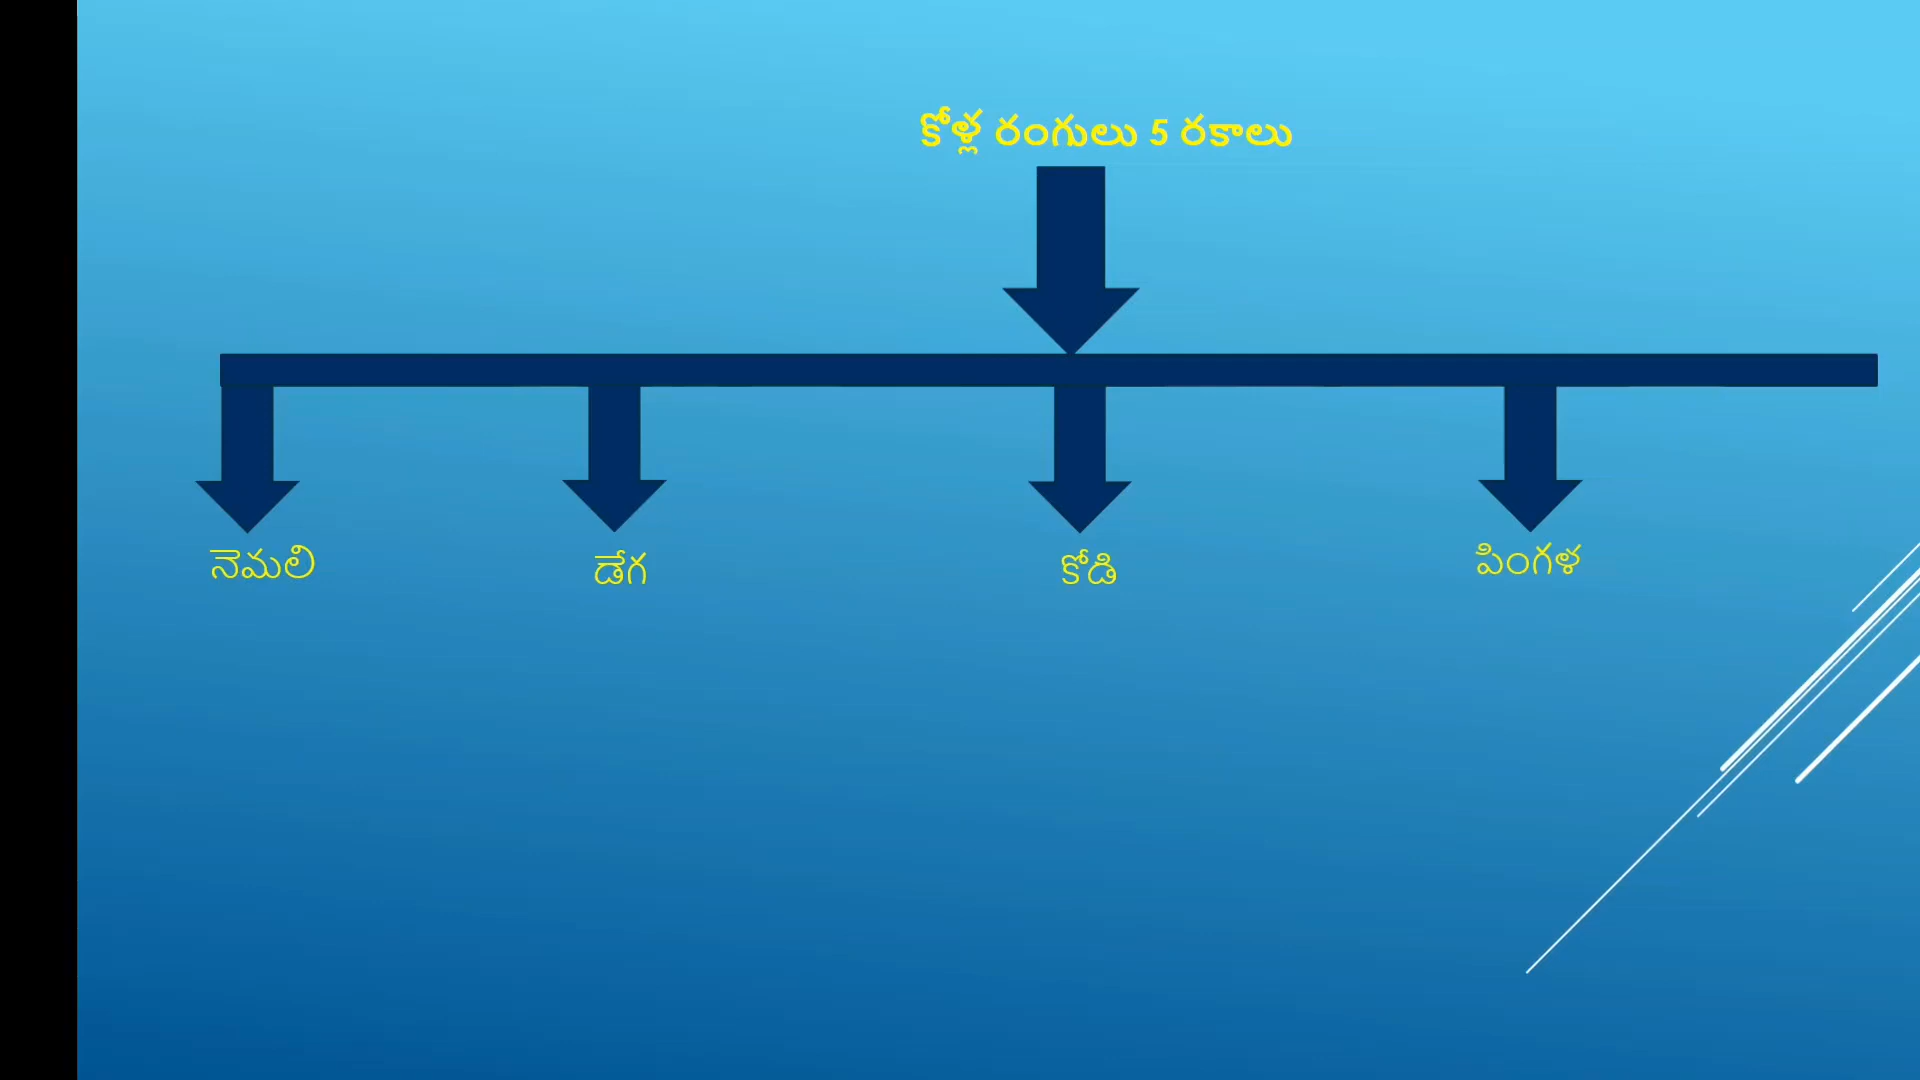 కోళ్ల రంగులు 5 రకాలు
నెమలి
డేగ
కోడి
పింగళ